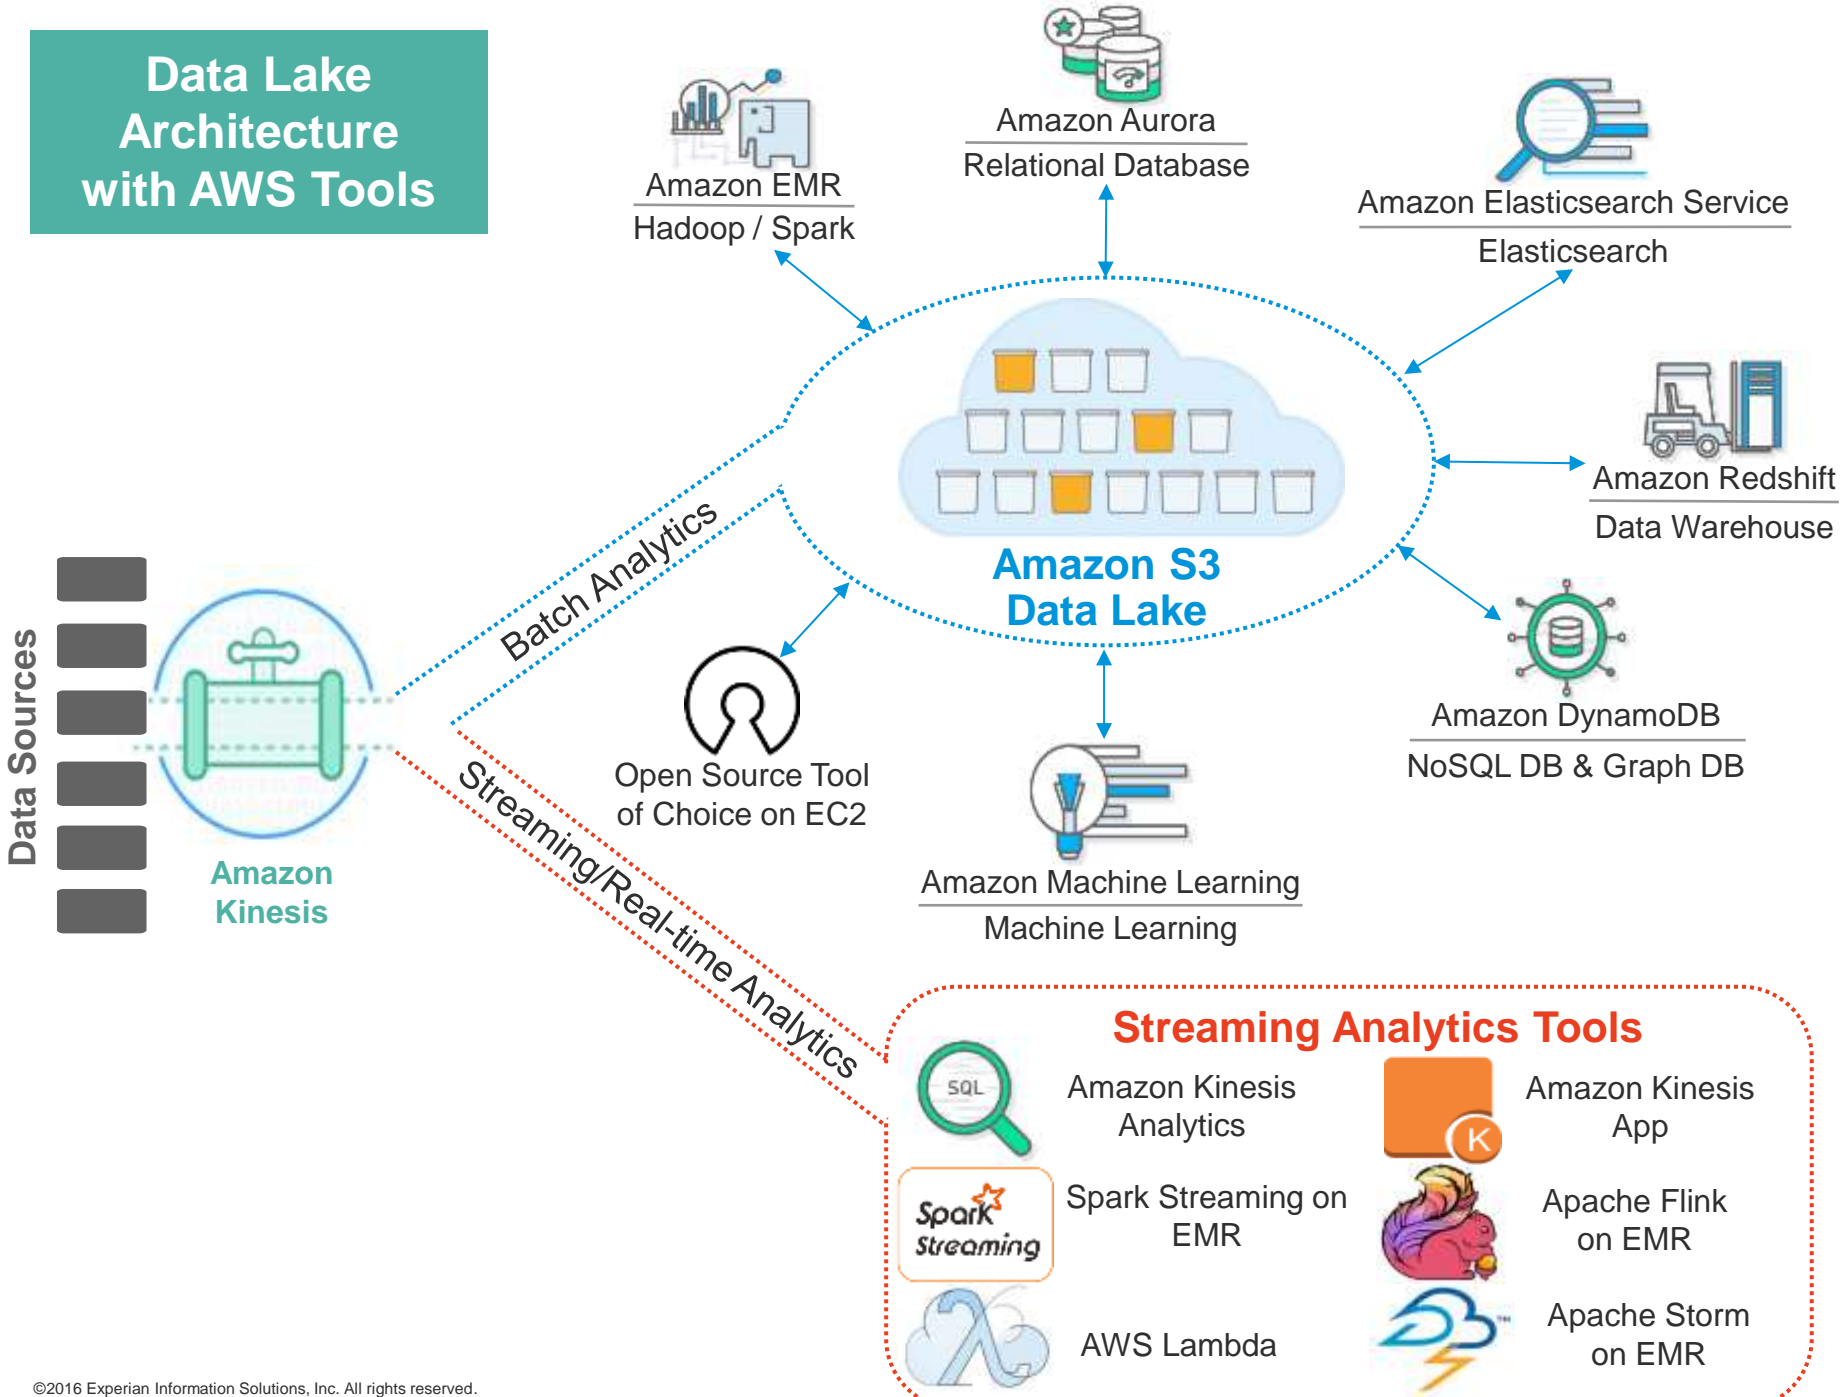 Data Lake
Architecture
with AWS Tools
Amazon EMR
Hadoop / Spark
Amazon Aurora
Relational Database
Amazon Elasticsearch Service
Elasticsearch
Amazon Redshift
Data Warehouse
Amazon DynamoDB
NoSQL DB & Graph DB
Amazon S3
Data Lake
Batch Analytics
Data Sources
Amazon
Kinesis
Open Source Tool
of Choice on EC2
Amazon Machine Learning
Machine Learning
Streaming/Real-time Analytics
Streaming Analytics Tools
SQL
Amazon Kinesis
Analytics
K
Amazon Kinesis
App
Spark
Streaming
Spark Streaming on
EMR
Apache Flink
on EMR
AWS Lambda
TM
Apache Storm
on EMR
©2016 Experian Information Solutions, Inc. All rights reserved.